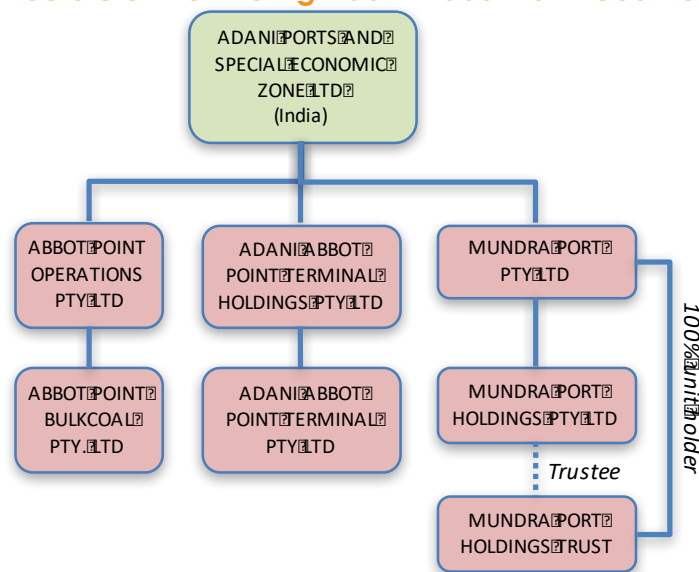 ADANI⍰PORTS⍰AND⍰
SPECIAL⍰ECONOMIC⍰
ZONE⍰LTD⍰
(India)
ABBOT⍰POINT
OPERATIONS
PTY⍰LTD
ADANI⍰ABBOT⍰
POINT⍰TERMINAL⍰
HOLDINGS⍰PTY⍰LTD
MUNDRA⍰PORT⍰
PTY⍰LTD
100%⍰unit⍰holder
ABBOT⍰POINT⍰
BULKCOAL⍰
PTY.⍰LTD
ADANI⍰ABBOT⍰
POINT⍰TERMINAL⍰
PTY⍰LTD
MUNDRA⍰PORT⍰
HOLDINGS⍰PTY⍰LTD
Trustee
MUNDRA⍰PORT⍰
HOLDINGS⍰TRUST